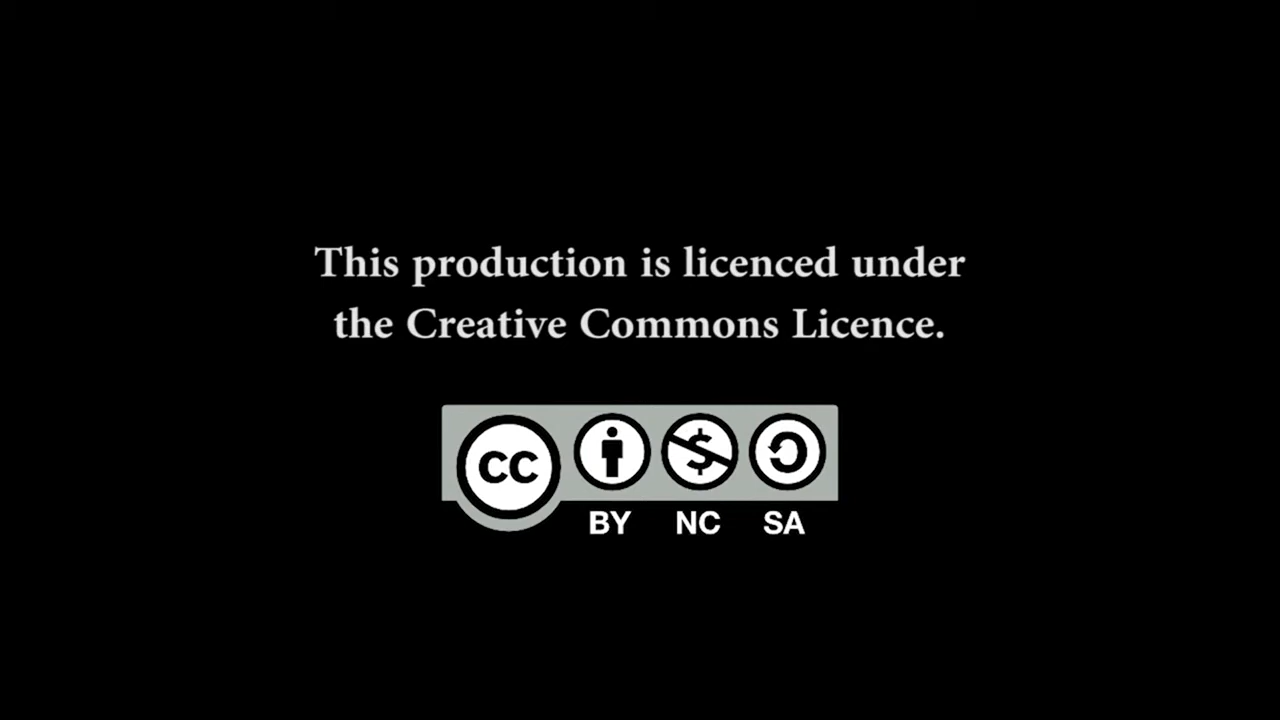 This production is licenced under
the Creative Commons Licence.
cc
BY NC SA